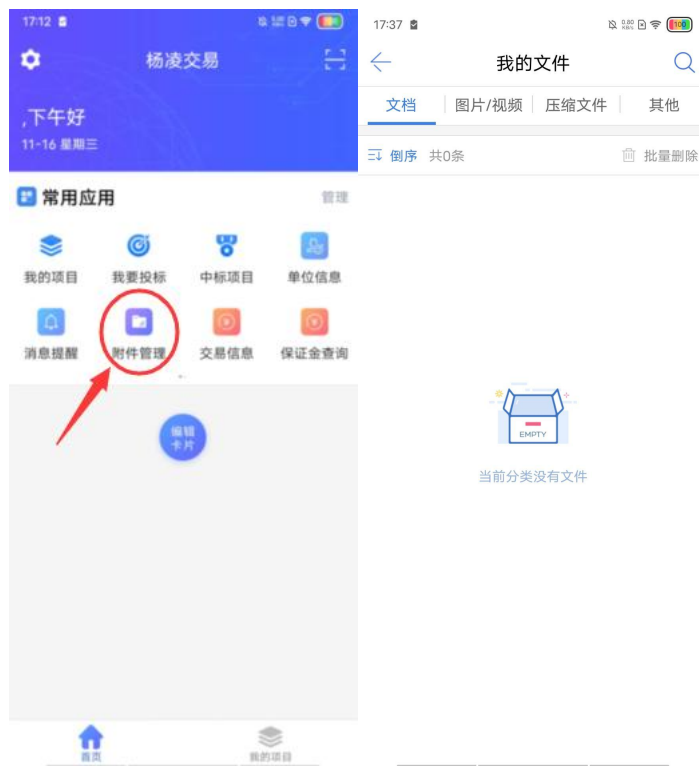 17:12
杨凌交易
,下午好
11-16 星期三
常用应用
管理
我的项目
我要投标
中标项目
单位信息
消息提醒
附件管理
交易信息
保证金查询
编辑
卡片
首页
我的项目
17:37
0.80
KB/s
100
我的文件
文档
图片/视频
压缩文件
其他
倒序
共0条
批量删除
EMPTY
当前分类没有文件